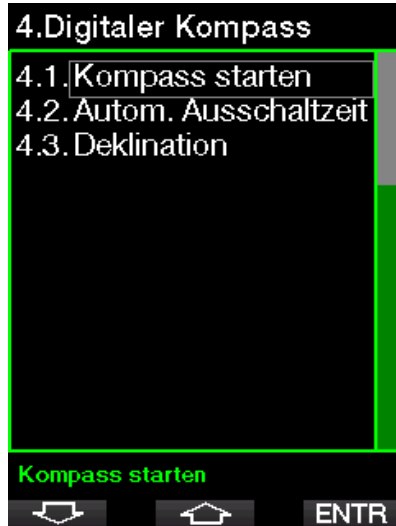 4.Digitaler Kompass
4.1. Kompass starten
4.2. Autom. Ausschaltzeit
4.3. Deklination
Kompass starten
ENTR